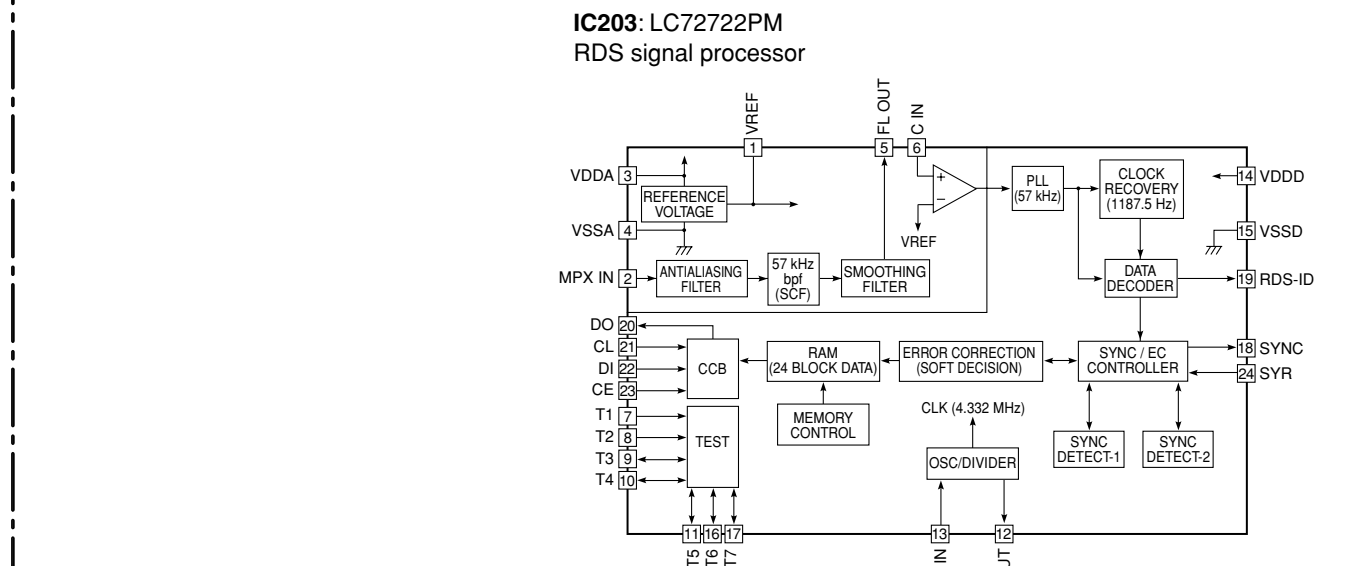 IC203: LC72722PM
RDS signal processor
VREF
FL OUT
C IN
1
5
6
VDDA 3
REFERENCE
VOLTAGE
VSSA 4
+
–
VREF
PLL
(57 kHz)
CLOCK
RECOVERY
(1187.5 Hz)
14 VDDD
15 VSSD
MPX IN 2
ANTIALIASING
FILTER
57 kHz
bpf
(SCF)
SMOOTHING
FILTER
DATA
DECODER
19 RDS-ID
DO 20
CL 21
DI 22
CE 23
CCB
RAM
(24 BLOCK DATA)
ERROR CORRECTION
(SOFT DECISION)
SYNC / EC
CONTROLLER
18 SYNC
24 SYR
T1 7
T2 8
T3 9
T4 10
TEST
MEMORY
CONTROL
CLK (4.332 MHz)
OSC/DIVIDER
SYNC
DETECT-1
SYNC
DETECT-2
11
16
17
13
12
T5
T6
T7
IN
UT